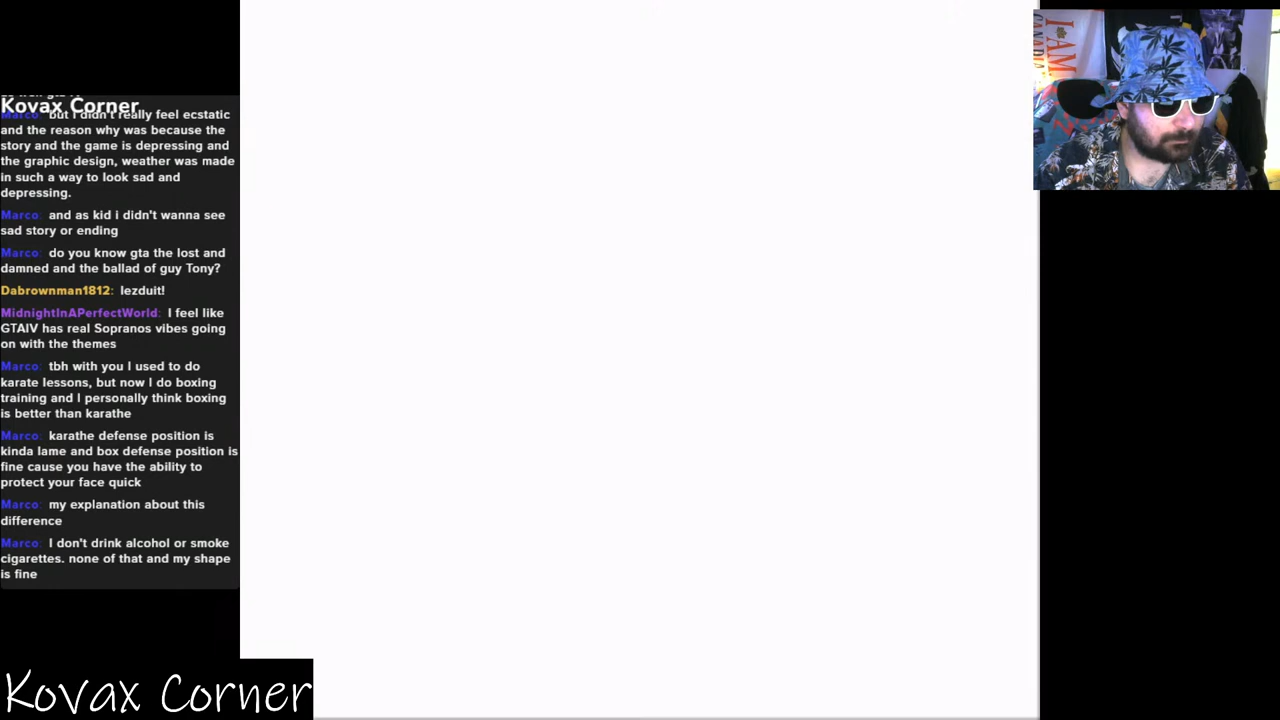 Kovax Corner
Marco: but I didn't really feel ecstatic
and the reason why was because the
story and the game is depressing and
the graphic design, weather was made
in such a way to look sad and
depressing.
Marco: and as kid i didn't wanna see
sad story or ending
Marco: do you know gta the lost and
damned and the ballad of guy Tony?
Dabrownman1812: lezduit!
MidnightInAPerfectWorld: I feel like
GTAIV has real Sopranos vibes going
on with the themes
Marco: tbh with you I used to do
karate lessons, but now I do boxing
training and I personally think boxing
is better than karathe
Marco: karathe defense position is
kinda lame and box defense position is
fine cause you have the ability to
protect your face quick
Marco: my explanation about this
difference
Marco: I don't drink alcohol or smoke
cigarettes. none of that and my shape
is fine
Kovax Corner
I AM